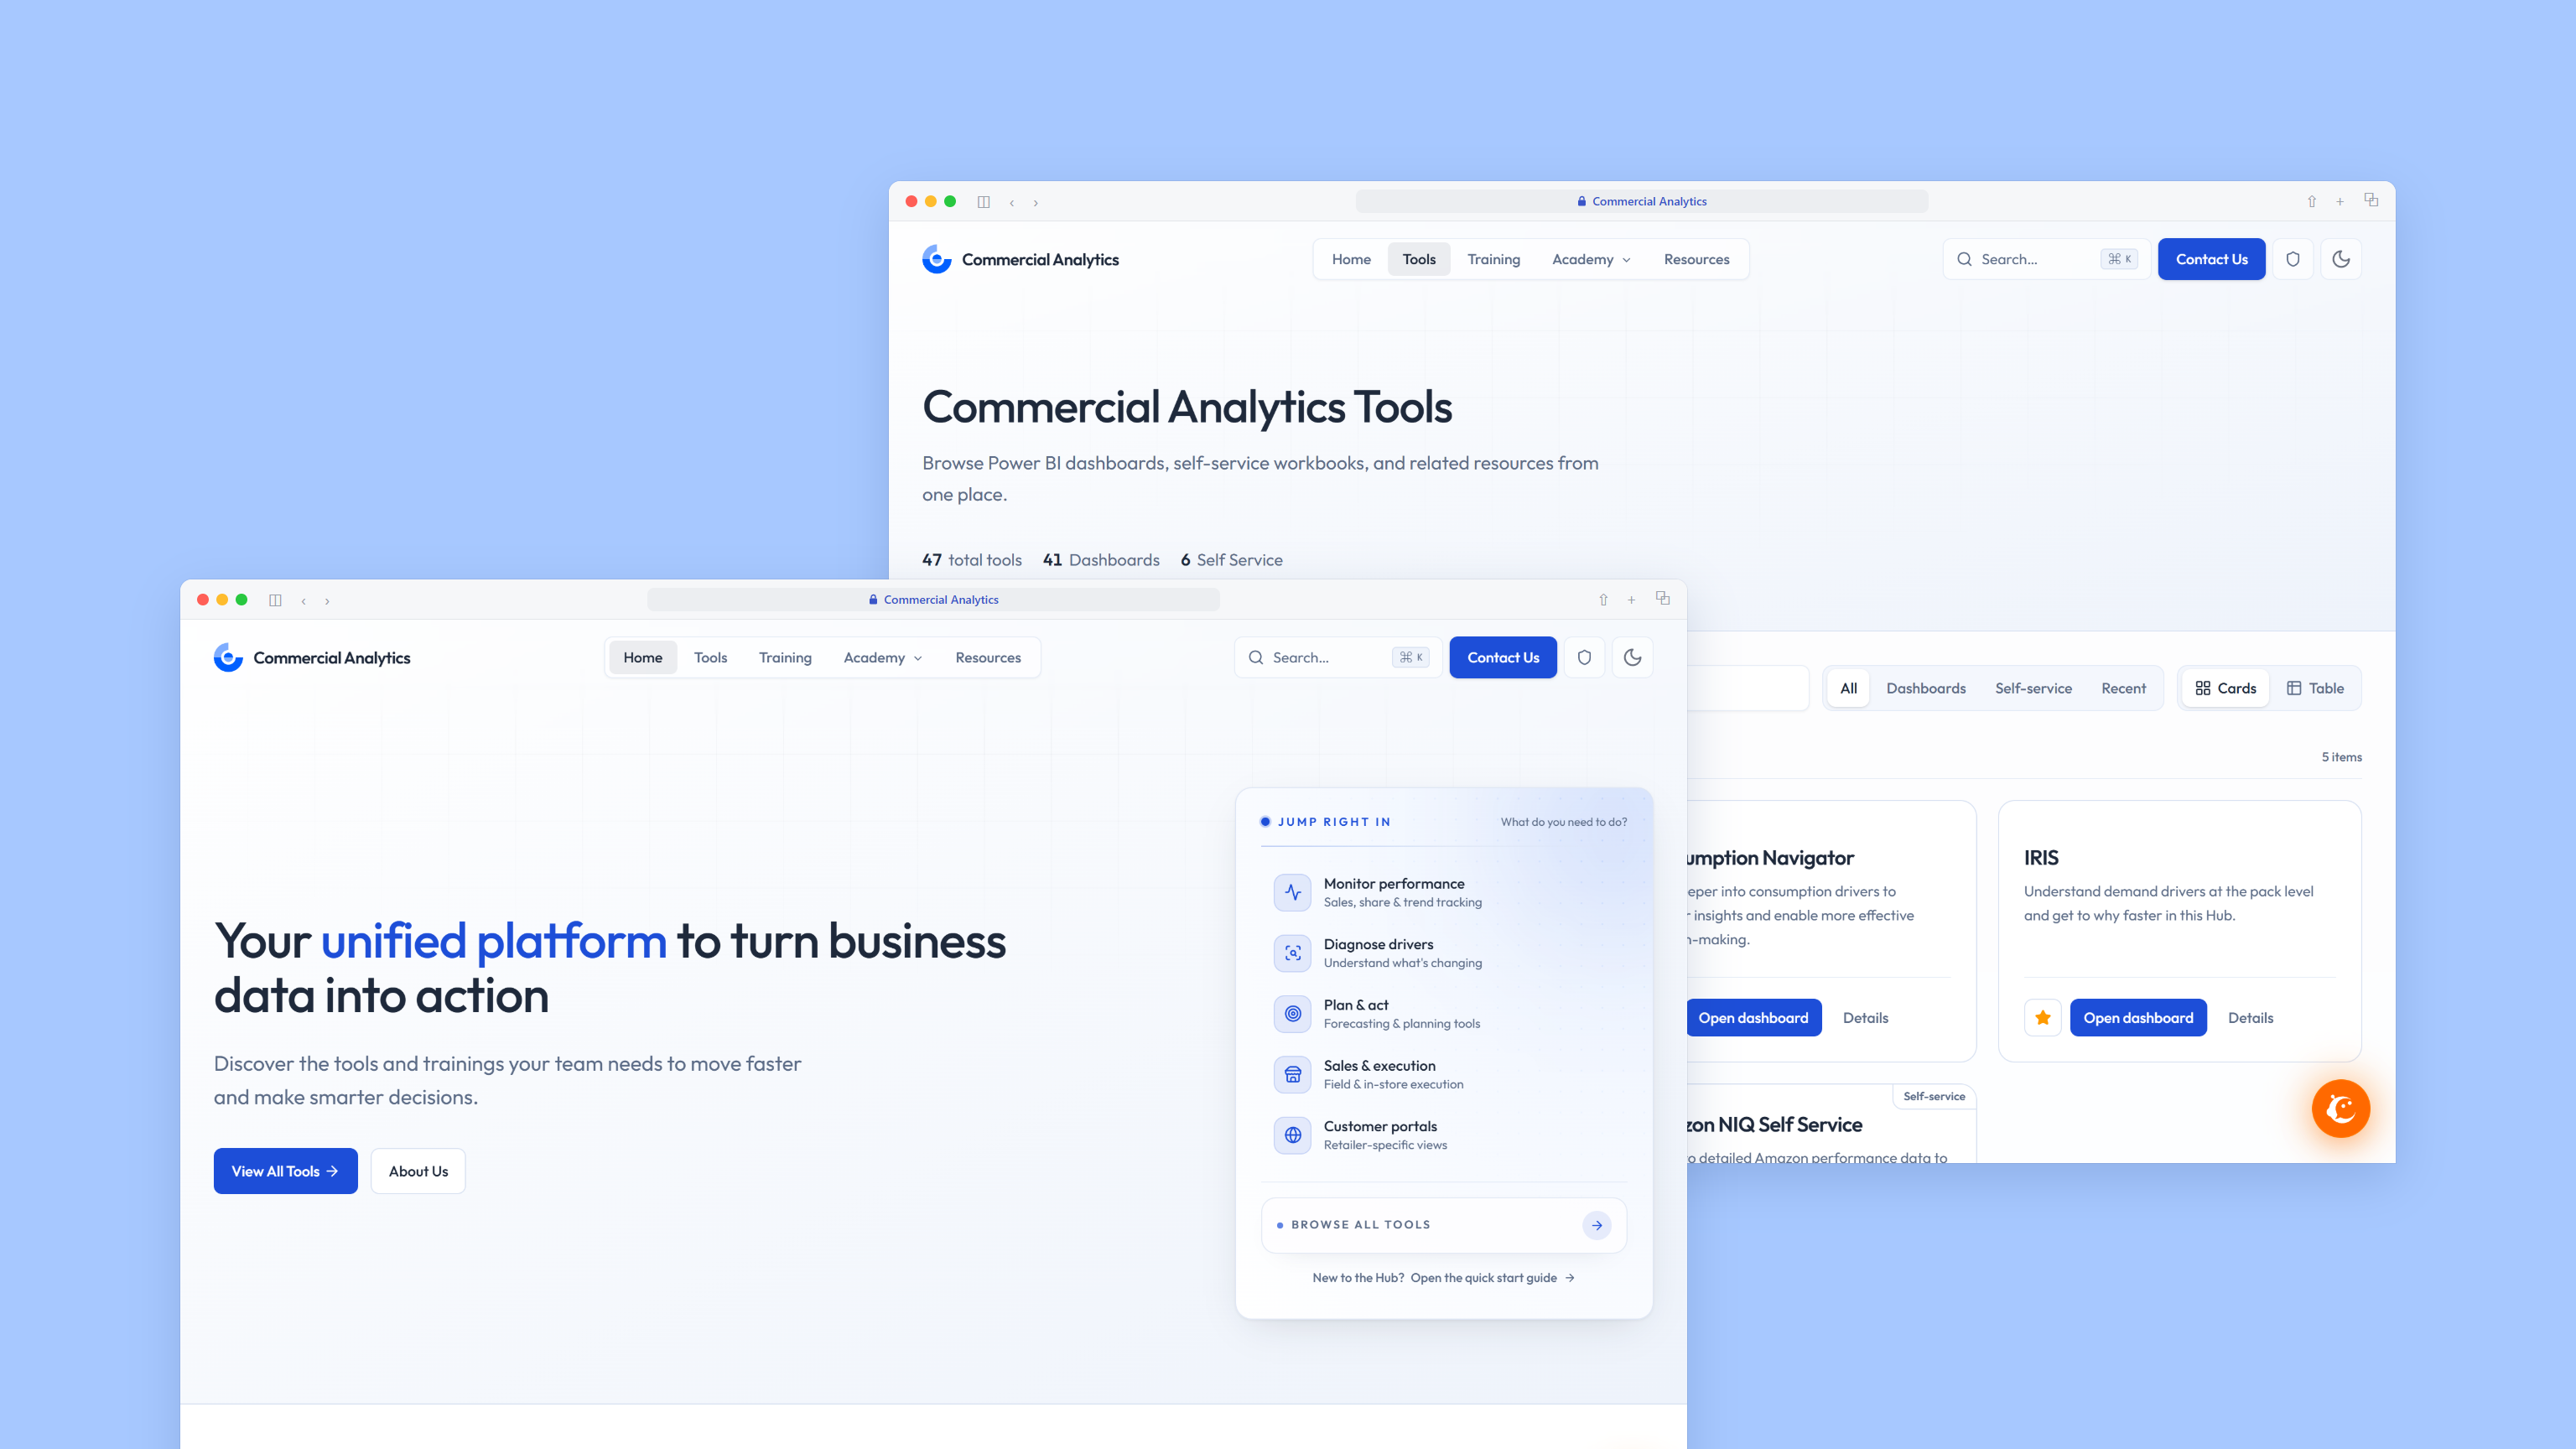 Commercial Analytics
Commercial Analytics
Home Tools Training Academy Resources
Search... ⌘ K
Contact Us
Commercial Analytics Tools
Browse Power BI dashboards, self-service workbooks, and related resources from
one place.
47 total tools 41 Dashboards 6 Self Service
All Dashboards Self-service Recent
Cards Table
5 items
umption Navigator
eeper into consumption drivers to
r insights and enable more effective
n-making.
Open dashboard Details
IRIS
Understand demand drivers at the pack level
and get to why faster in this Hub.
Open dashboard Details
Self-service
zon NIQ Self Service
o detailed Amazon performance data to
Commercial Analytics
Commercial Analytics
Home Tools Training Academy Resources
Search... ⌘ K
Contact Us
Your unified platform to turn business
data into action
Discover the tools and trainings your team needs to move faster
and make smarter decisions.
View All Tools →
About Us
JUMP RIGHT IN
What do you need to do?
Monitor performance
Sales, share & trend tracking
Diagnose drivers
Understand what's changing
Plan & act
Forecasting & planning tools
Sales & execution
Field & in-store execution
Customer portals
Retailer-specific views
BROWSE ALL TOOLS
New to the Hub? Open the quick start guide →